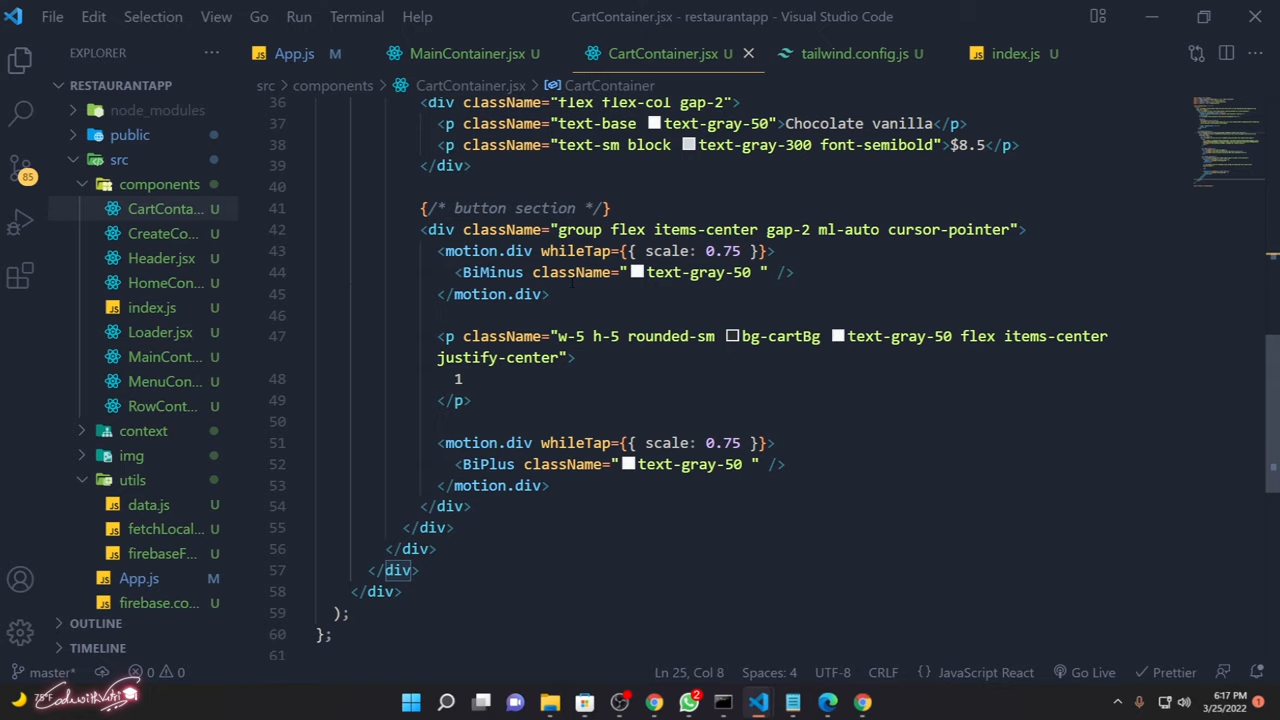 File Edit Selection View Go Run Terminal Help CartContainer.jsx - restaurantapp - Visual Studio Code
EXPLORER
App.js M MainContainer.jsx U CartContainer.jsx U tailwind.config.js U index.js
src components CartContainer.jsx CartContainer
RESTAURANTAPP
node_modules
public
src
components
CartConta... U
CreateCo... U
Header.jsx U
HomeCon... U
index.js U
Loader.jsx U
MainCont... U
MenuCon... U
RowCont... U
context
img
utils
data.js U
fetchLocal... U
firebaseF... U
App.js M
firebase.co... U
OUTLINE
TIMELINE
85
36 <div className="flex flex-col gap-2">
37 <p className="text-base text-gray-50">Chocolate vanilla</p>
38 <p className="text-sm block text-gray-300 font-semibold">$8.5</p>
39 </div>
40
41 {/* button section */}
42 <div className="group flex items-center gap-2 ml-auto cursor-pointer">
43 <motion.div whileTap={{ scale: 0.75 }}>
44 <BiMinus className="text-gray-50 " />
45 </motion.div>
46
47 <p className="w-5 h-5 rounded-sm bg-cartBg text-gray-50 flex items-center
justify-center">
48 1
49 </p>
50
51 <motion.div whileTap={{ scale: 0.75 }}>
52 <BiPlus className="text-gray-50 " />
53 </motion.div>
54 </div>
55 </div>
56 </div>
57 </div>
58 </div>
59 );
60 };
61
master* 0 0 Ln 25, Col 8 Spaces: 4 UTF-8 CRLF JavaScript React Go Live Prettier
2
6:17 PM
3/25/2022